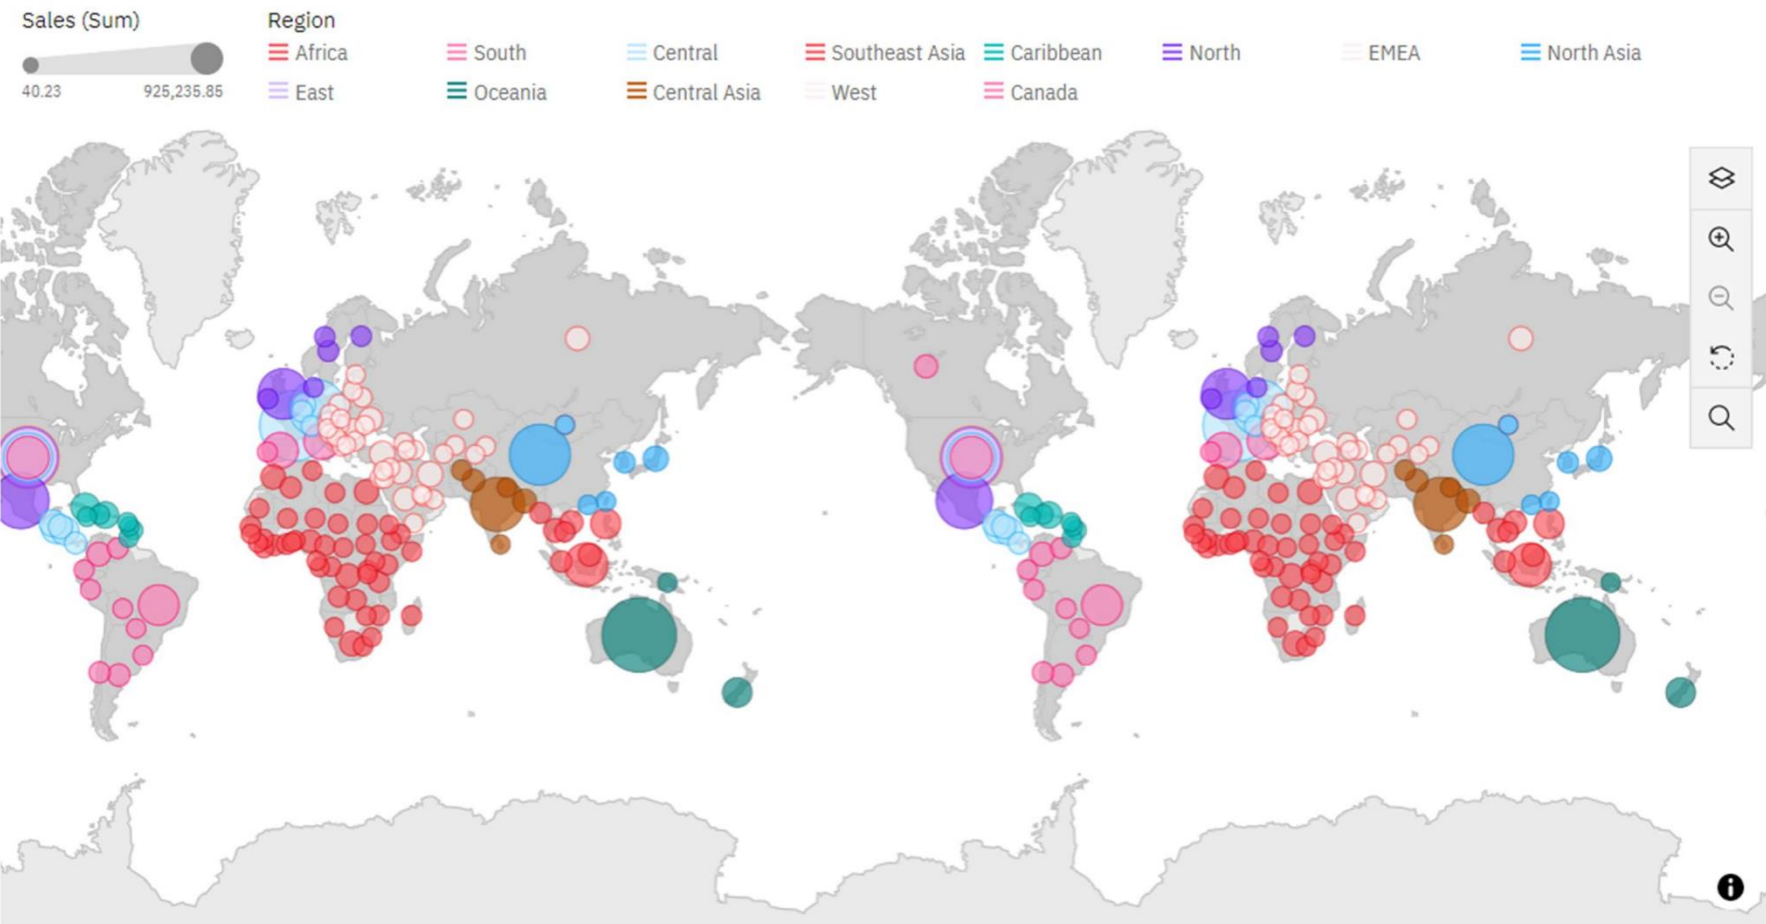 Sales (Sum)
40.23 925,235.85
Region
Africa South Central Southeast Asia Caribbean North EMEA North Asia
East Oceania Central Asia West Canada